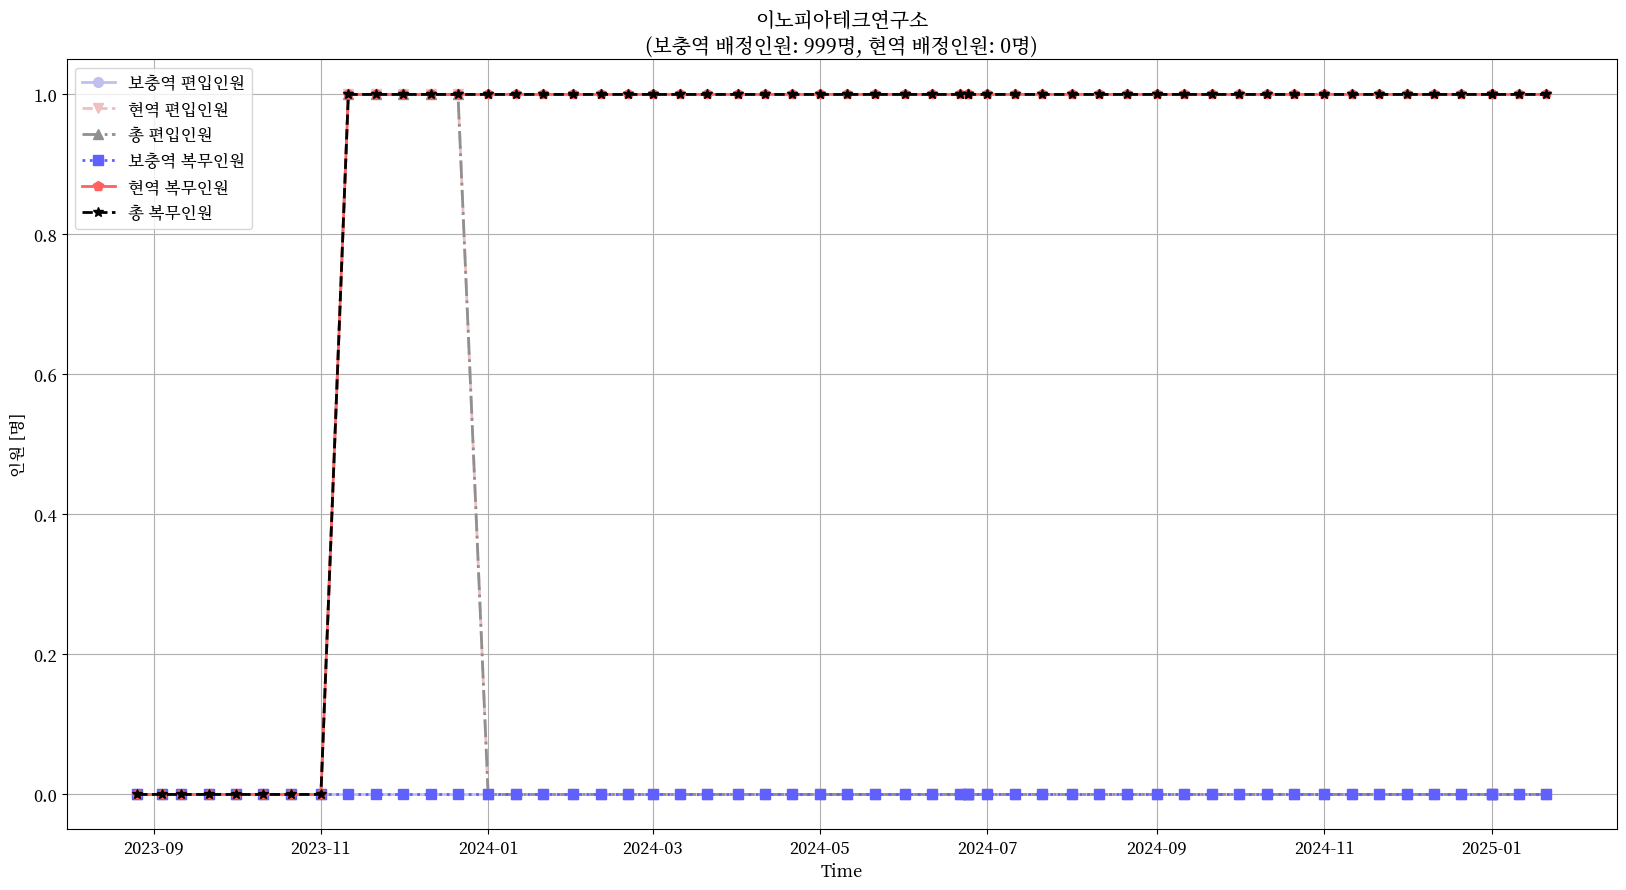 이노피아테크연구소
(보충역 배정인원: 999명, 현역 배정인원: 0명)
보충역 편입인원
현역 편입인원
총 편입인원
보충역 복무인원
현역 복무인원
총 복무인원
1.0
0.8
0.6
0.4
0.2
0.0
인원 [명]
2023-09
2023-11
2024-01
2024-03
2024-05
2024-07
2024-09
2024-11
2025-01
Time